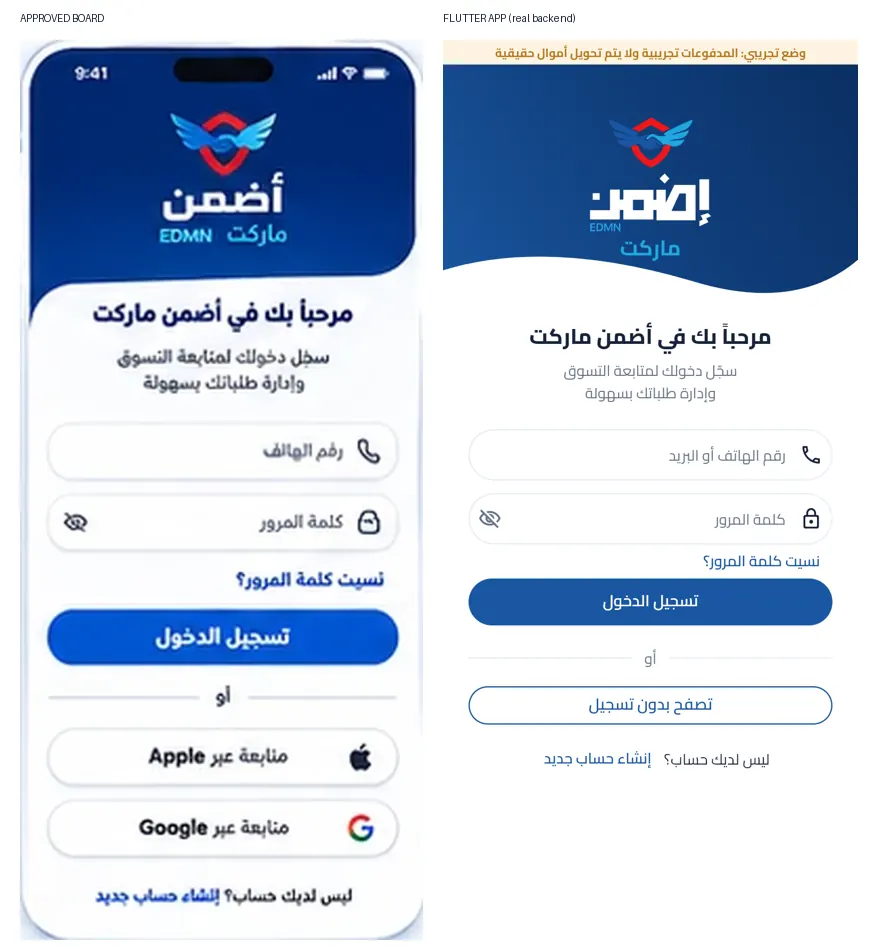 APPROVED BOARD
9:41
أضمن
ماركت EDMN
مرحباً بك في أضمن ماركت
سجّل دخولك لمتابعة التسوق
وإدارة طلباتك بسهولة
رقم الهاتف
كلمة المرور
نسيت كلمة المرور؟
تسجيل الدخول
أو
متابعة عبر Apple
متابعة عبر Google
ليس لديك حساب؟ إنشاء حساب جديد
FLUTTER APP (real backend)
وضع تجريبي: المدفوعات تجريبية ولا يتم تحويل أموال حقيقية
إضمن
EDMN
ماركت
مرحباً بك في أضمن ماركت
سجّل دخولك لمتابعة التسوق
وإدارة طلباتك بسهولة
رقم الهاتف أو البريد
كلمة المرور
نسيت كلمة المرور؟
تسجيل الدخول
أو
تصفح بدون تسجيل
ليس لديك حساب؟ إنشاء حساب جديد